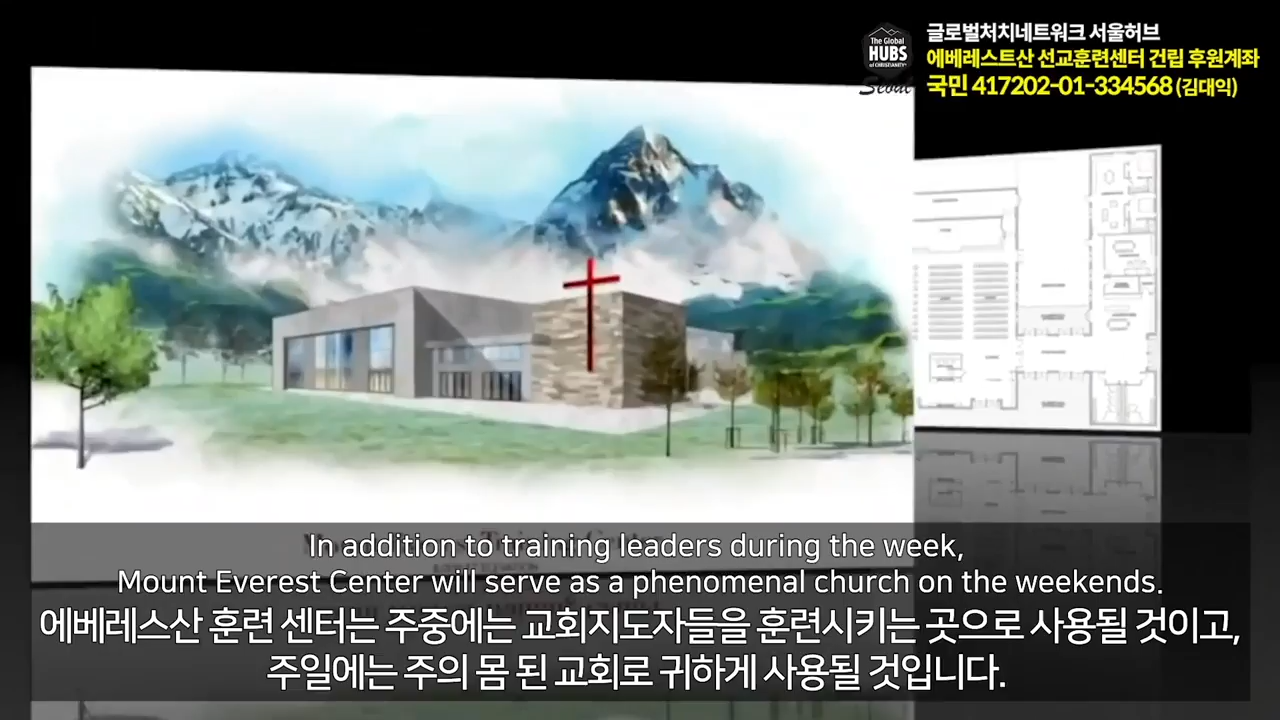 The Global
HUBS
of CHRISTIANITY
Seoul
글로벌처치네트워크 서울허브
에베레스트산 선교훈련센터 건립 후원계좌
국민 417202-01-334568 (김대익)
In addition to training leaders during the week,
Mount Everest Center will serve as a phenomenal church on the weekends.
에베레스산 훈련 센터는 주중에는 교회지도자들을 훈련시키는 곳으로 사용될 것이고,
주일에는 주의 몸 된 교회로 귀하게 사용될 것입니다.